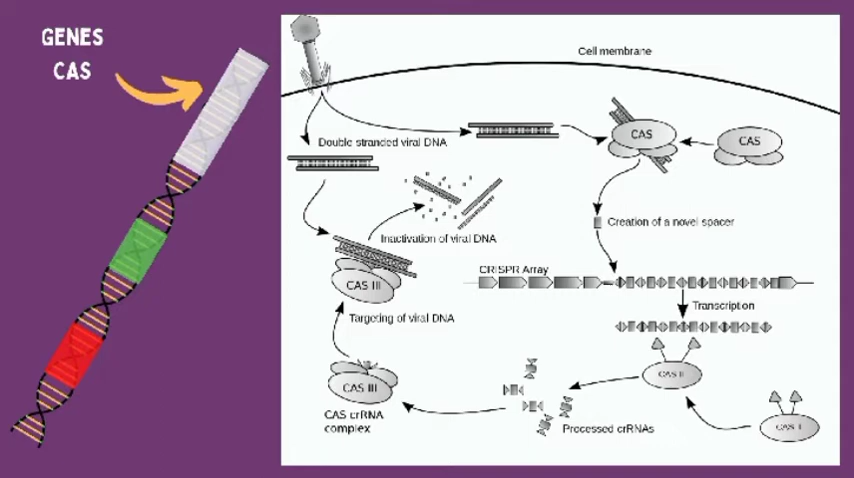 GENES
CAS
Cell membrane
Double stranded viral DNA
CAS
CAS
Inactivation of viral DNA
Creation of a novel spacer
CRISPR Array
CAS III
Targeting of viral DNA
Transcription
CAS II
CAS III
CAS crRNA
complex
Processed crRNAs